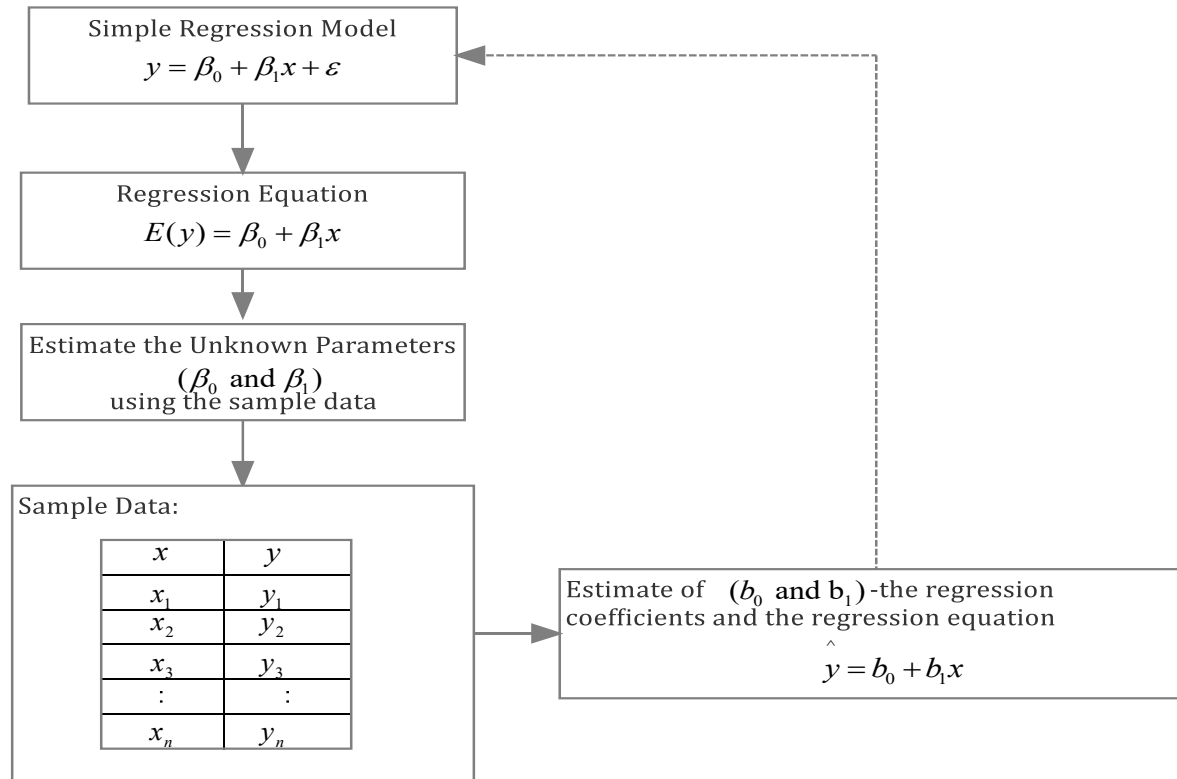 Simple Regression Model
y = β₀ + β₁x + ε
Regression Equation
E(y) = β₀ + β₁x
Estimate the Unknown Parameters
(β₀ and β₁)
using the sample data
Sample Data:
x y
x₁ y₁
x₂ y₂
x₃ y₃
: :
xₙ yₙ
Estimate of (b₀ and b₁) -the regression
coefficients and the regression equation
ŷ = b₀ + b₁x